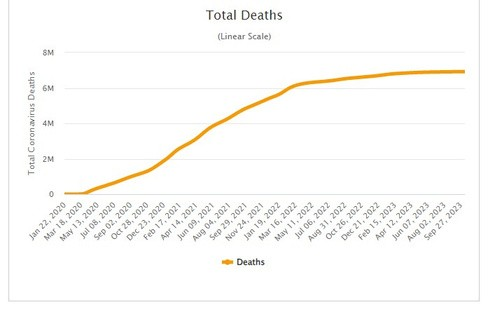 Total Deaths
(Linear Scale)
Total Coronavirus Deaths
8M
6M
4M
2M
0
Jan 22, 2020
Mar 18, 2020
May 13, 2020
Jul 08, 2020
Sep 02, 2020
Oct 28, 2020
Dec 23, 2020
Feb 17, 2021
Apr 14, 2021
Jun 09, 2021
Aug 04, 2021
Sep 29, 2021
Nov 24, 2021
Jan 19, 2022
Mar 16, 2022
May 11, 2022
Jul 06, 2022
Aug 31, 2022
Oct 26, 2022
Dec 21, 2022
Feb 15, 2023
Apr 12, 2023
Jun 07, 2023
Aug 02, 2023
Sep 27, 2023
Deaths